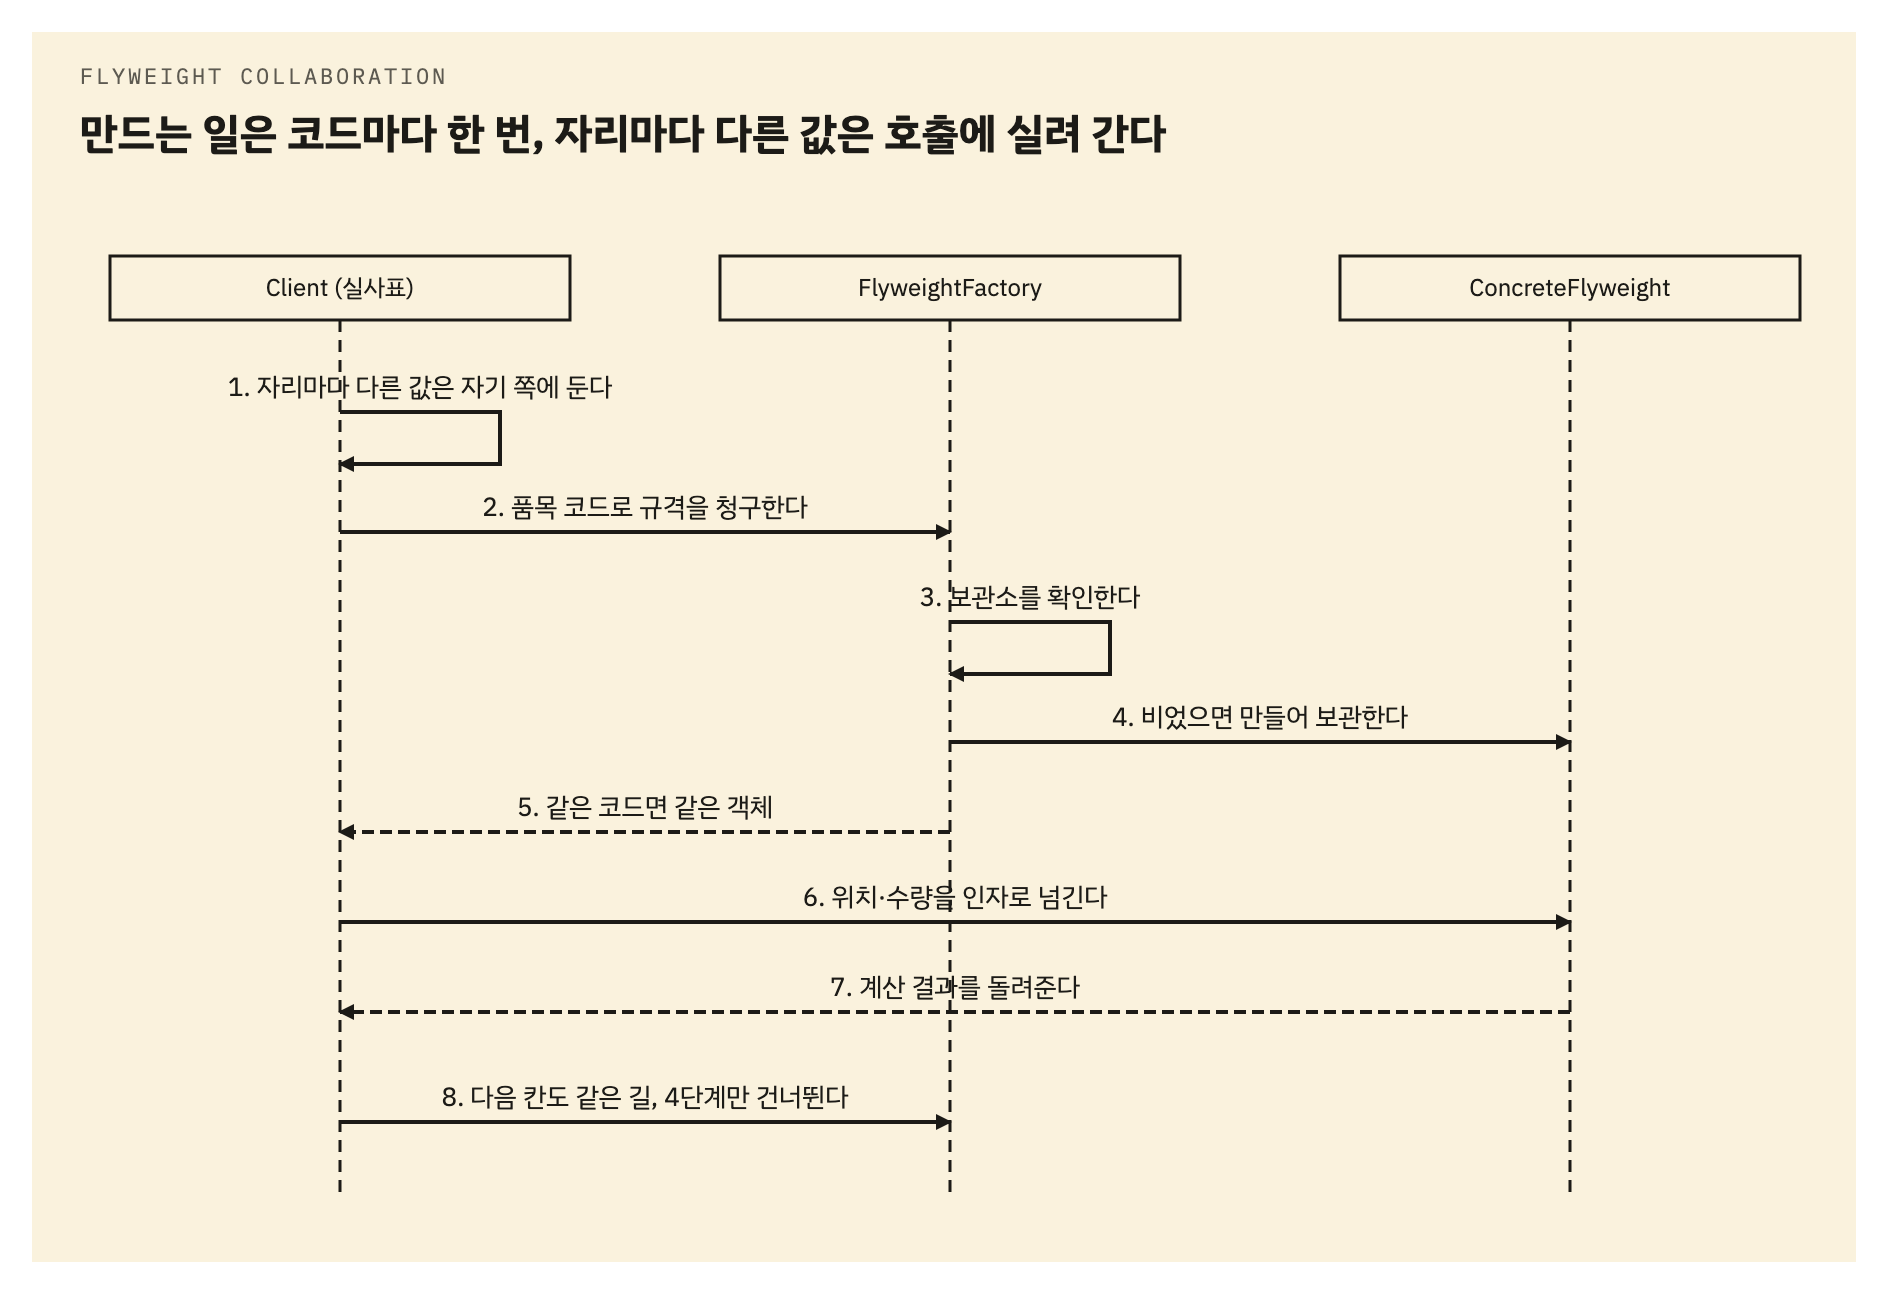 FLYWEIGHT COLLABORATION
만드는 일은 코드마다 한 번, 자리마다 다른 값은 호출에 실려 간다
Client (실사표)
FlyweightFactory
ConcreteFlyweight
1. 자리마다 다른 값은 자기 쪽에 둔다
2. 품목 코드로 규격을 청구한다
3. 보관소를 확인한다
4. 비었으면 만들어 보관한다
5. 같은 코드면 같은 객체
6. 위치·수량을 인자로 넘긴다
7. 계산 결과를 돌려준다
8. 다음 칸도 같은 길, 4단계만 건너뛴다